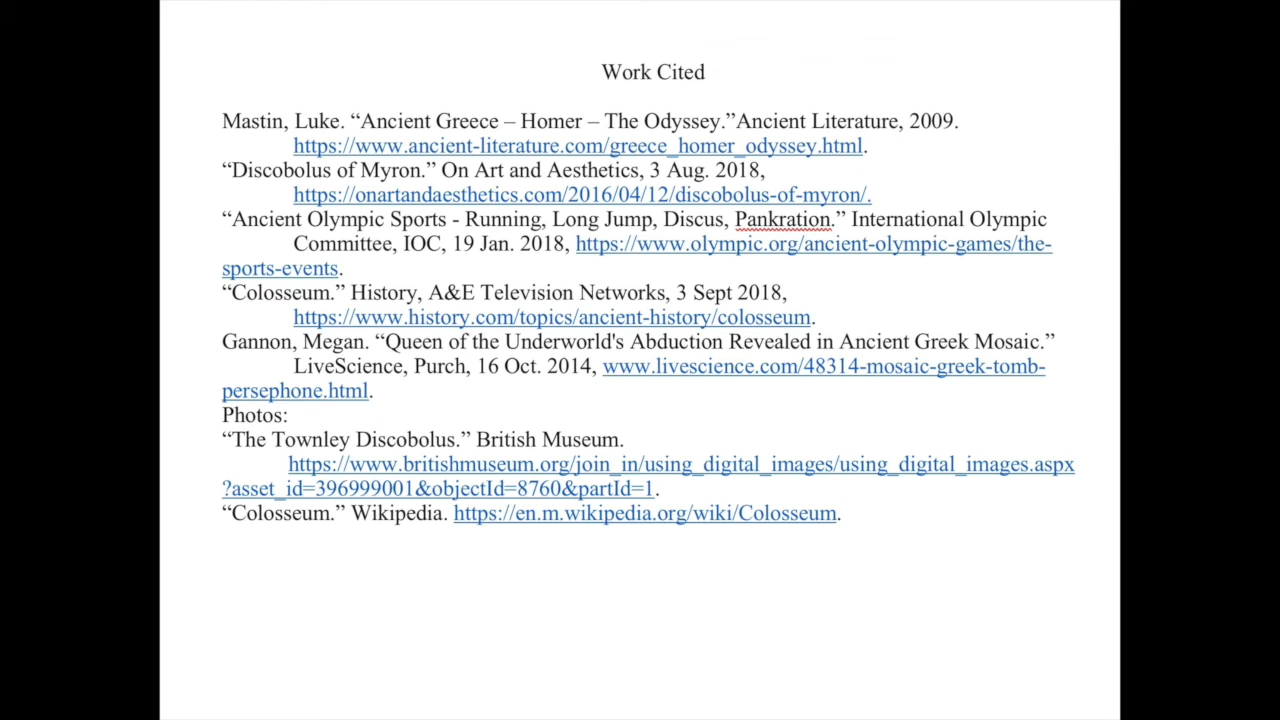 Work Cited
Mastin, Luke. “Ancient Greece – Homer – The Odyssey.”Ancient Literature, 2009.
https://www.ancient-literature.com/greece_homer_odyssey.html.
“Discobolus of Myron.” On Art and Aesthetics, 3 Aug. 2018,
https://onartandaesthetics.com/2016/04/12/discobolus-of-myron/.
“Ancient Olympic Sports - Running, Long Jump, Discus, Pankration.” International Olympic
Committee, IOC, 19 Jan. 2018, https://www.olympic.org/ancient-olympic-games/the-
sports-events.
“Colosseum.” History, A&E Television Networks, 3 Sept 2018,
https://www.history.com/topics/ancient-history/colosseum.
Gannon, Megan. “Queen of the Underworld's Abduction Revealed in Ancient Greek Mosaic.”
LiveScience, Purch, 16 Oct. 2014, www.livescience.com/48314-mosaic-greek-tomb-
persephone.html.
Photos:
“The Townley Discobolus.” British Museum.
https://www.britishmuseum.org/join_in/using_digital_images/using_digital_images.aspx
?asset_id=396999001&objectId=8760&partId=1.
“Colosseum.” Wikipedia. https://en.m.wikipedia.org/wiki/Colosseum.